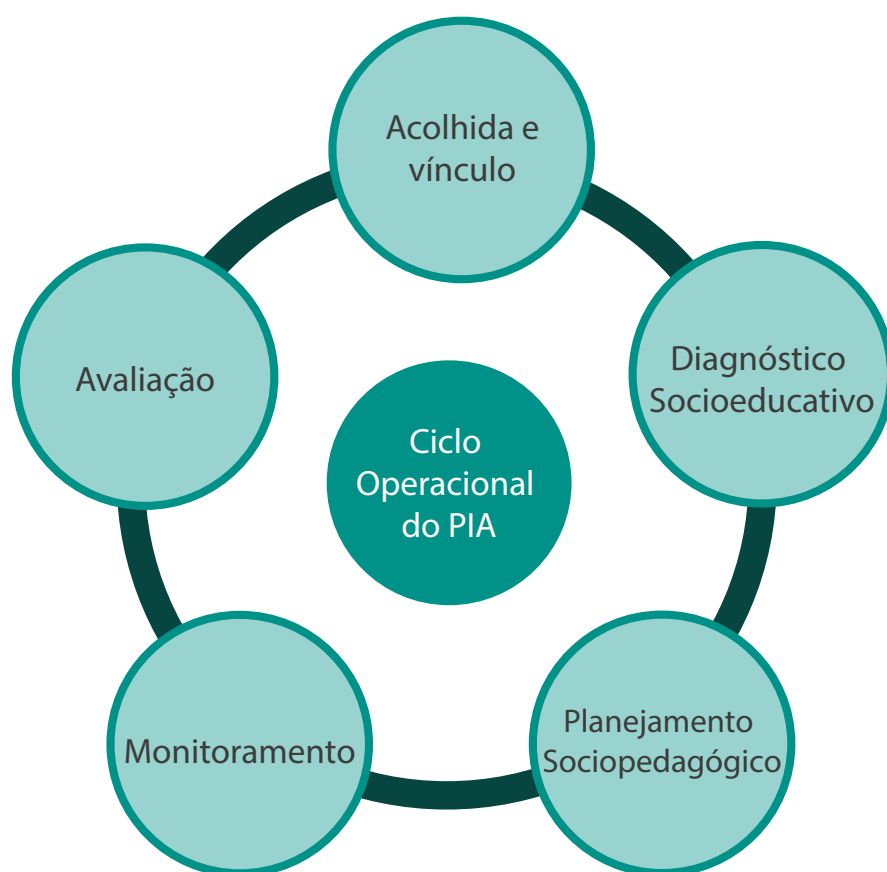 Acolhida e
vínculo
Diagnóstico
Socioeducativo
Planejamento
Sociopedagógico
Monitoramento
Avaliação
Ciclo
Operacional
do PIA